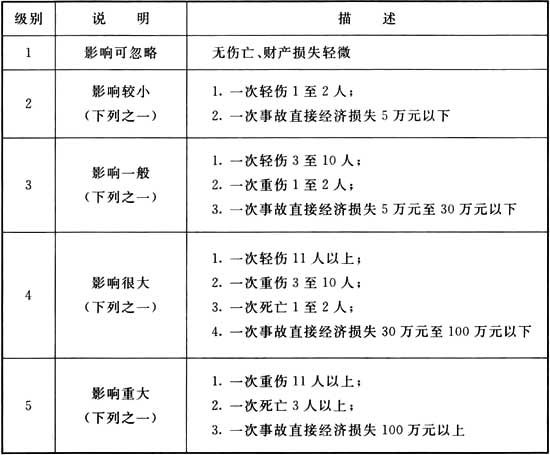 级别 说 明 描 述
1 影响可忽略 无伤亡、财产损失轻微
2 影响较小
(下列之一)
1. 一次轻伤 1 至 2 人;
2. 一次事故直接经济损失 5 万元以下
3 影响一般
(下列之一)
1. 一次轻伤 3 至 10 人;
2. 一次重伤 1 至 2 人;
3. 一次事故直接经济损失 5 万元至 30 万元以下
4 影响很大
(下列之一)
1. 一次轻伤 11 人以上;
2. 一次重伤 3 至 10 人;
3. 一次死亡 1 至 2 人;
4. 一次事故直接经济损失 30 万元至 100 万元以下
5 影响重大
(下列之一)
1. 一次重伤 11 人以上;
2. 一次死亡 3 人以上;
3. 一次事故直接经济损失 100 万元以上